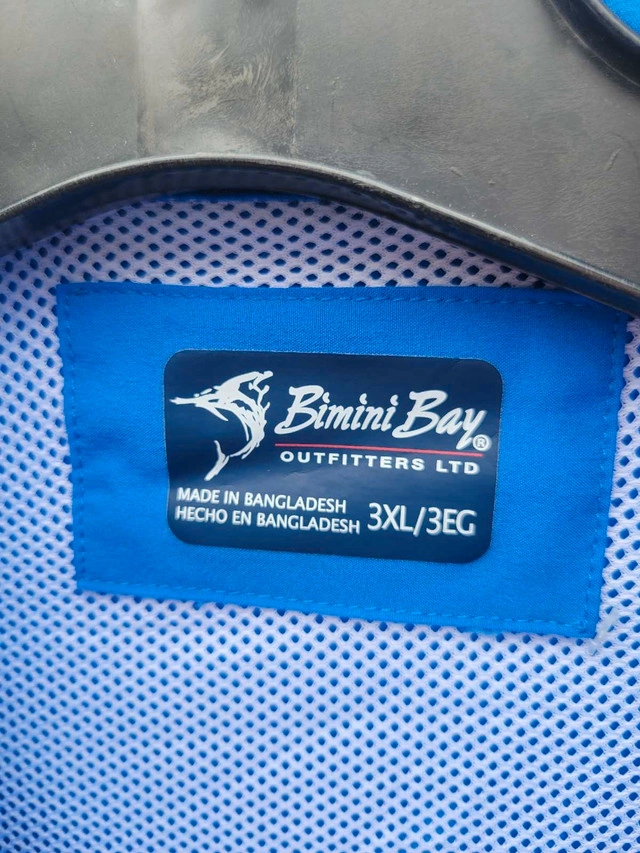 Bimini Bay®
OUTFITTERS LTD
MADE IN BANGLADESH
HECHO EN BANGLADESH 3XL/3EG